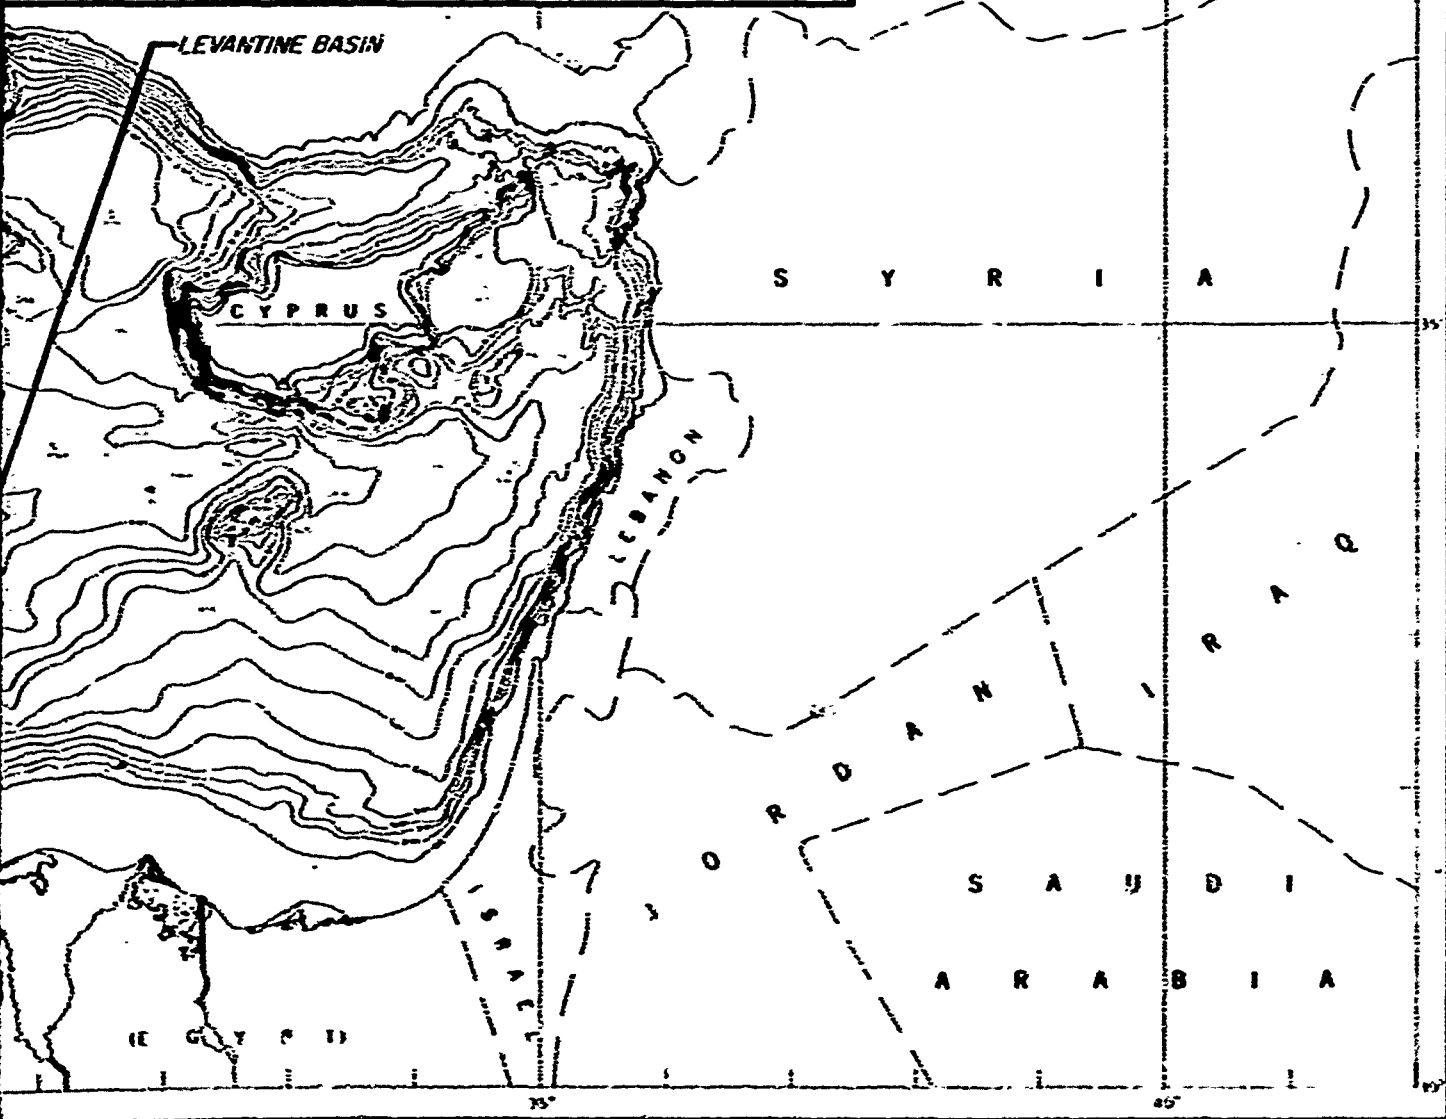 LEVANTINE BASIN
SYRIA
CYPRUS
35°
LEBANON
IRAQ
JORDAN
SAUDI
ARABIA
ISRAEL
(EGYPT)